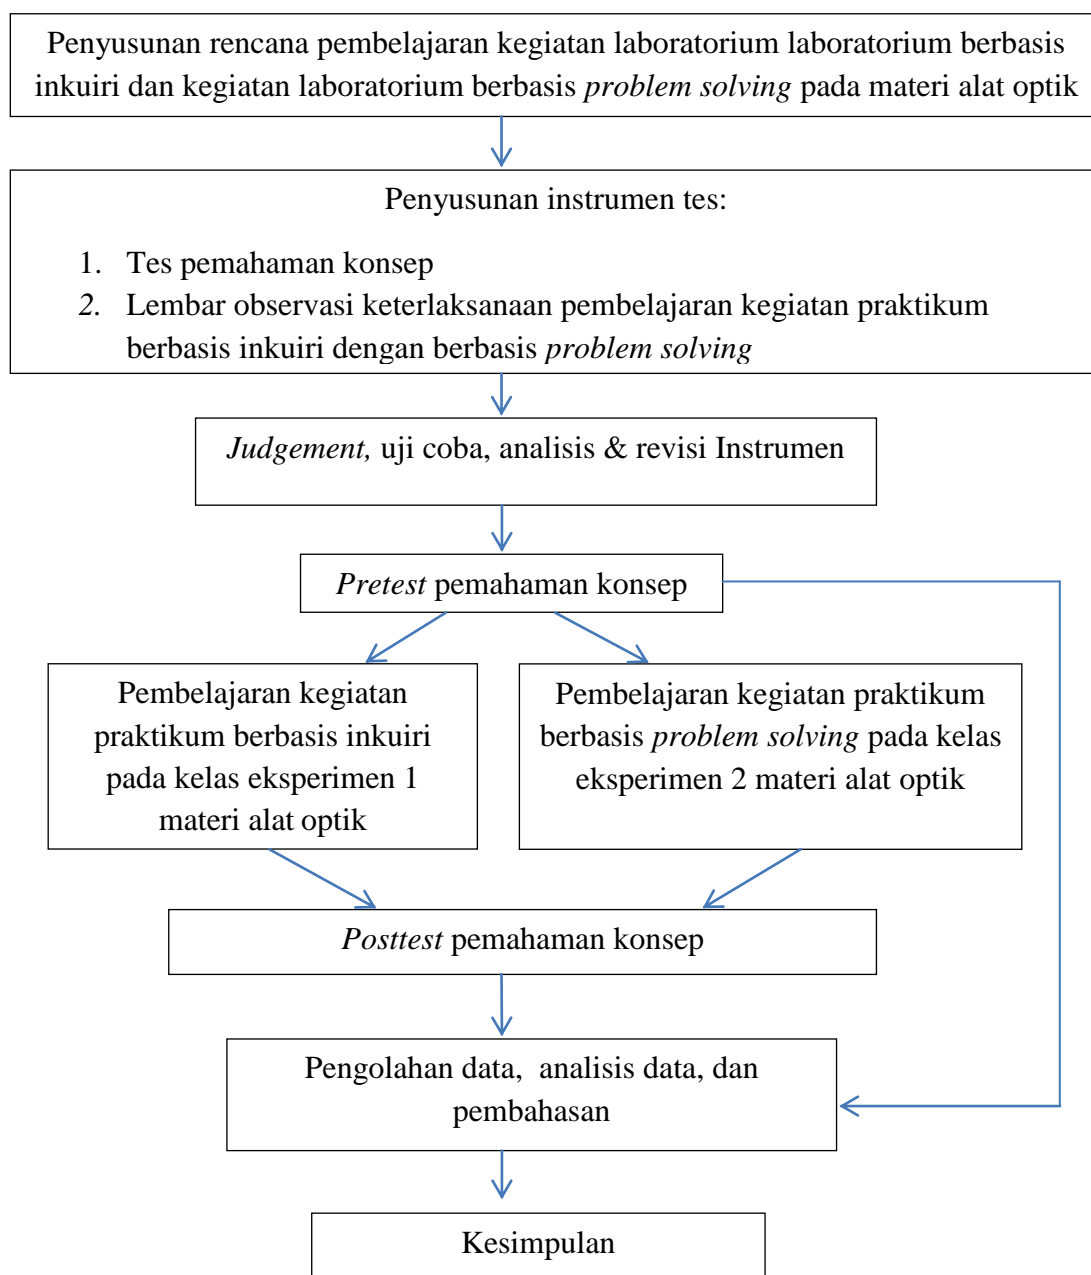 Penyusunan rencana pembelajaran kegiatan laboratorium laboratorium berbasis
inkuiri dan kegiatan laboratorium berbasis problem solving pada materi alat optik
Penyusunan instrumen tes:
1. Tes pemahaman konsep
2. Lembar observasi keterlaksanaan pembelajaran kegiatan praktikum
berbasis inkuiri dengan berbasis problem solving
Judgement, uji coba, analisis & revisi Instrumen
Pretest pemahaman konsep
Pembelajaran kegiatan
praktikum berbasis inkuiri
pada kelas eksperimen 1
materi alat optik
Pembelajaran kegiatan praktikum
berbasis problem solving pada kelas
eksperimen 2 materi alat optik
Posttest pemahaman konsep
Pengolahan data, analisis data, dan
pembahasan
Kesimpulan